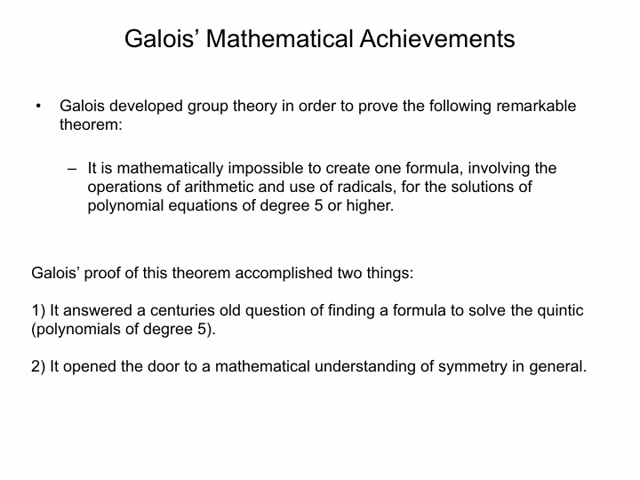 Galois’ Mathematical Achievements
• Galois developed group theory in order to prove the following remarkable
theorem:
– It is mathematically impossible to create one formula, involving the
operations of arithmetic and use of radicals, for the solutions of
polynomial equations of degree 5 or higher.
Galois’ proof of this theorem accomplished two things:
1) It answered a centuries old question of finding a formula to solve the quintic
(polynomials of degree 5).
2) It opened the door to a mathematical understanding of symmetry in general.